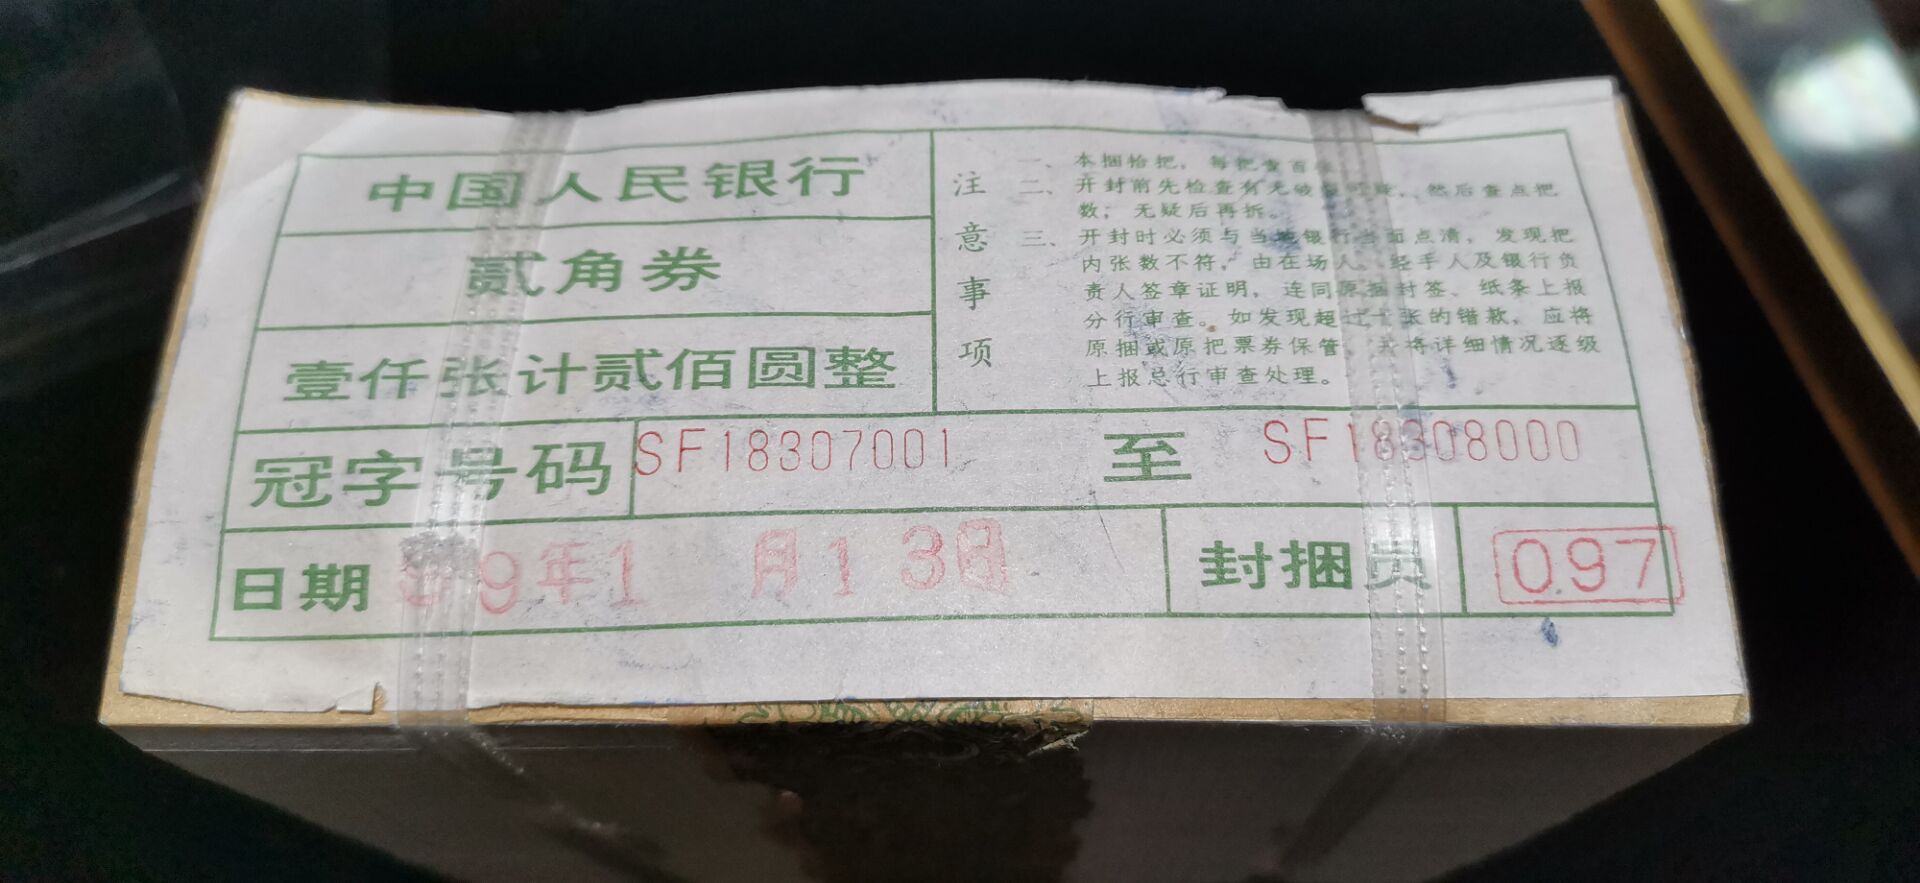 中国人民银行
贰角券
壹仟张计贰佰圆整
注意事项
一、本捆恰把，每把壹百
二、开封前先检查有无破 可疑，然后查点把
数；无疑后再拆。
三、开封时必须与当地银行当面点清，发现把
内张数不符，由在场人、经手人及银行负
责人签章证明，连同原捆封签、纸条上报
分行审查。如发现超过十张的错款，应将
原捆或原把票券保管，并将详细情况逐级
上报总行审查处理。
冠字号码 SF18307001 至 SF18308000
日期 9年1月13日 封捆员 097